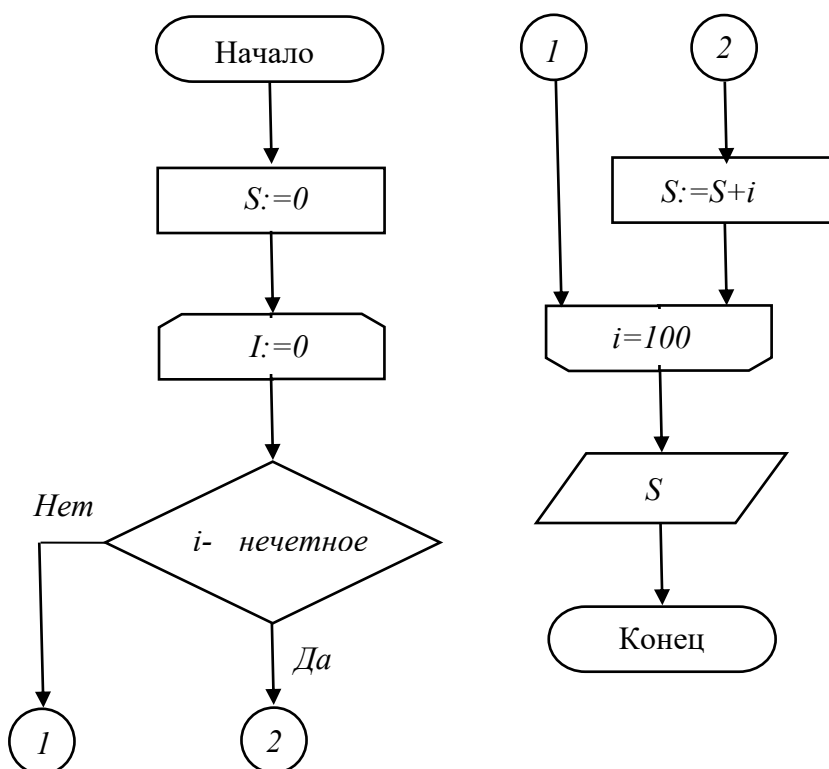 Начало
S:=0
I:=0
Нет
i- нечетное
Да
1
2
1
2
S:=S+i
i=100
S
Конец